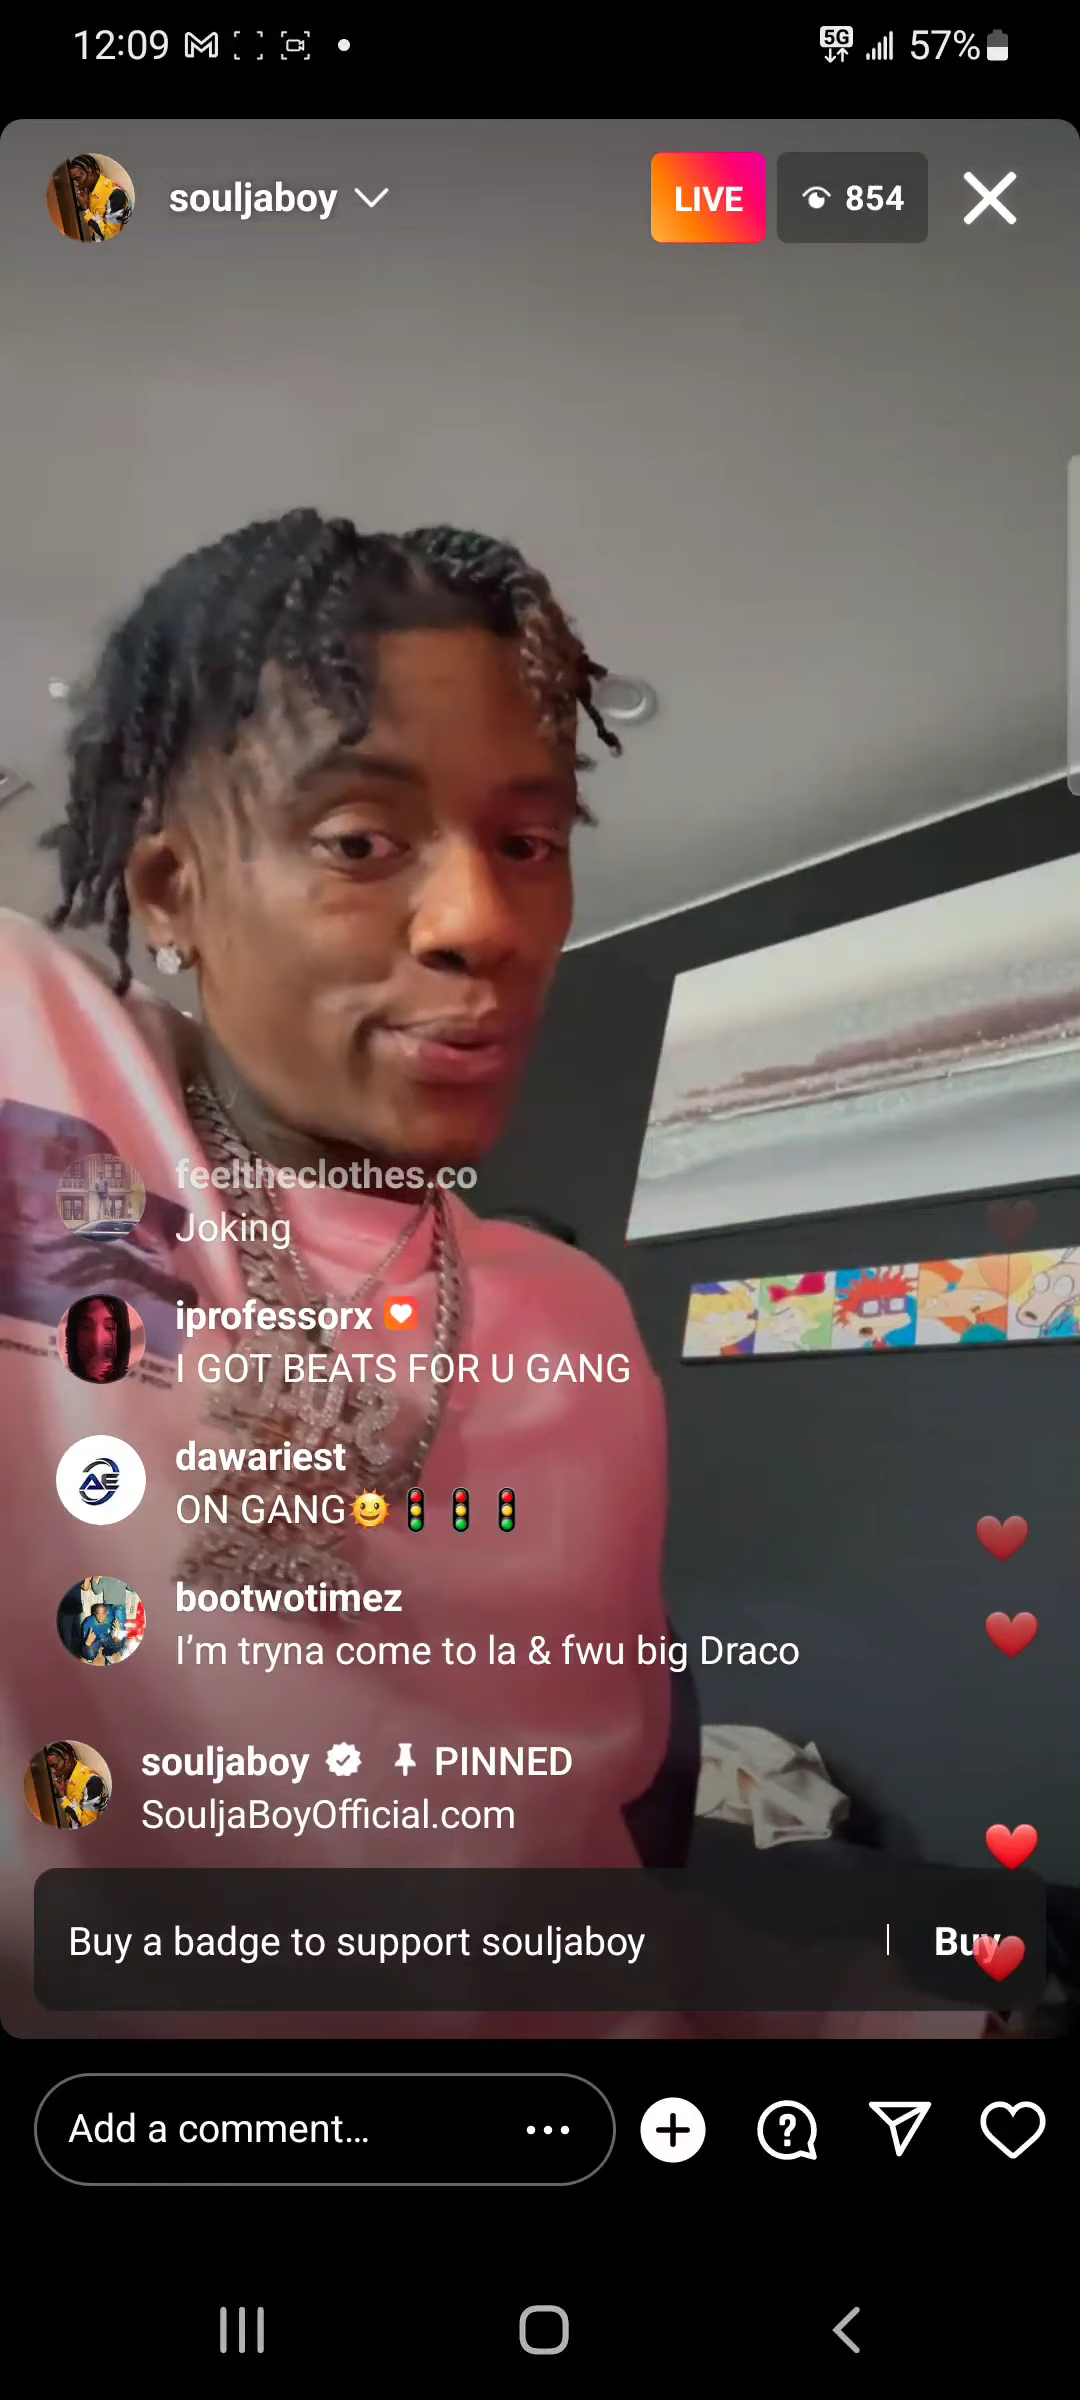 12:09
5G
57%
souljaboy
LIVE
854
feeltheclothes.co
Joking
iprofessorx
I GOT BEATS FOR U GANG
dawariest
ON GANG🌞🚦🚦🚦
bootwotimez
I’m tryna come to la & fwu big Draco
souljaboy PINNED
SouljaBoyOfficial.com
Buy a badge to support souljaboy | Buy
Add a comment...